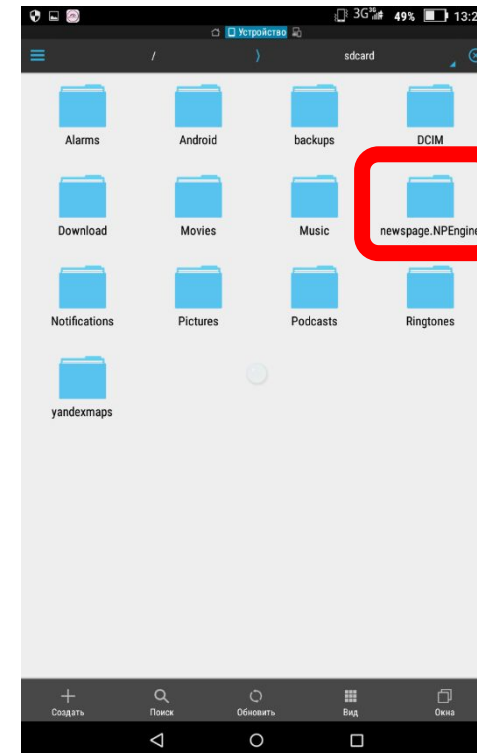 3G 3G 49% 13:2
Устройство
/ sdcard
Alarms Android backups DCIM
Download Movies Music newspage.NPEngine
Notifications Pictures Podcasts Ringtones
yandexmaps
Создать Поиск Обновить Вид Окна